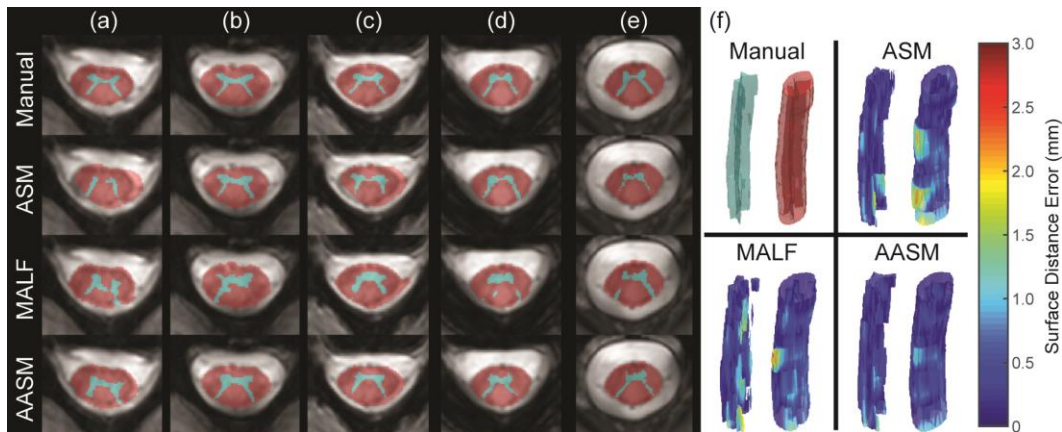 (a) (b) (c) (d) (e) (f)
Manual
ASM
MALF
AASM
Manual ASM
MALF AASM
3.0
2.5
2.0
1.5
1.0
0.5
0
Surface Distance Error (mm)